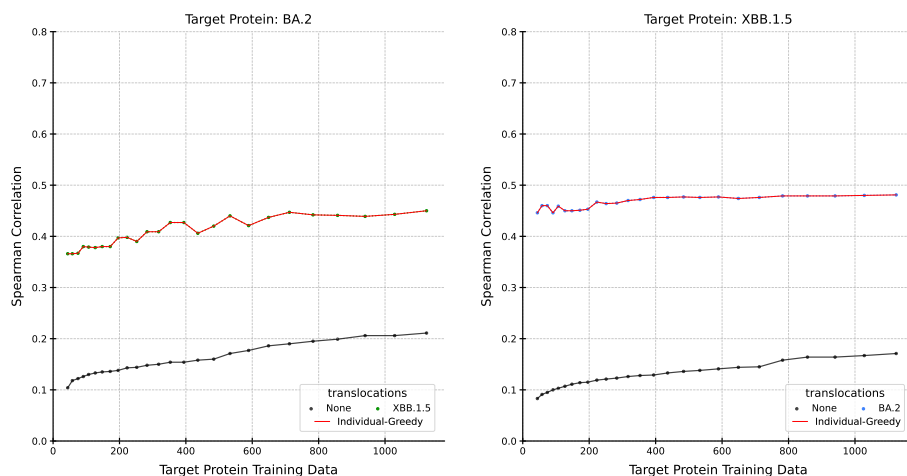 Target Protein: BA.2
0.8
0.7
0.6
0.5
0.4
0.3
0.2
0.1
0.0
Spearman Correlation
0 200 400 600 800 1000
Target Protein Training Data
translocations
None XBB.1.5
Individual-Greedy
Target Protein: XBB.1.5
0.8
0.7
0.6
0.5
0.4
0.3
0.2
0.1
0.0
Spearman Correlation
0 200 400 600 800 1000
Target Protein Training Data
translocations
None BA.2
Individual-Greedy